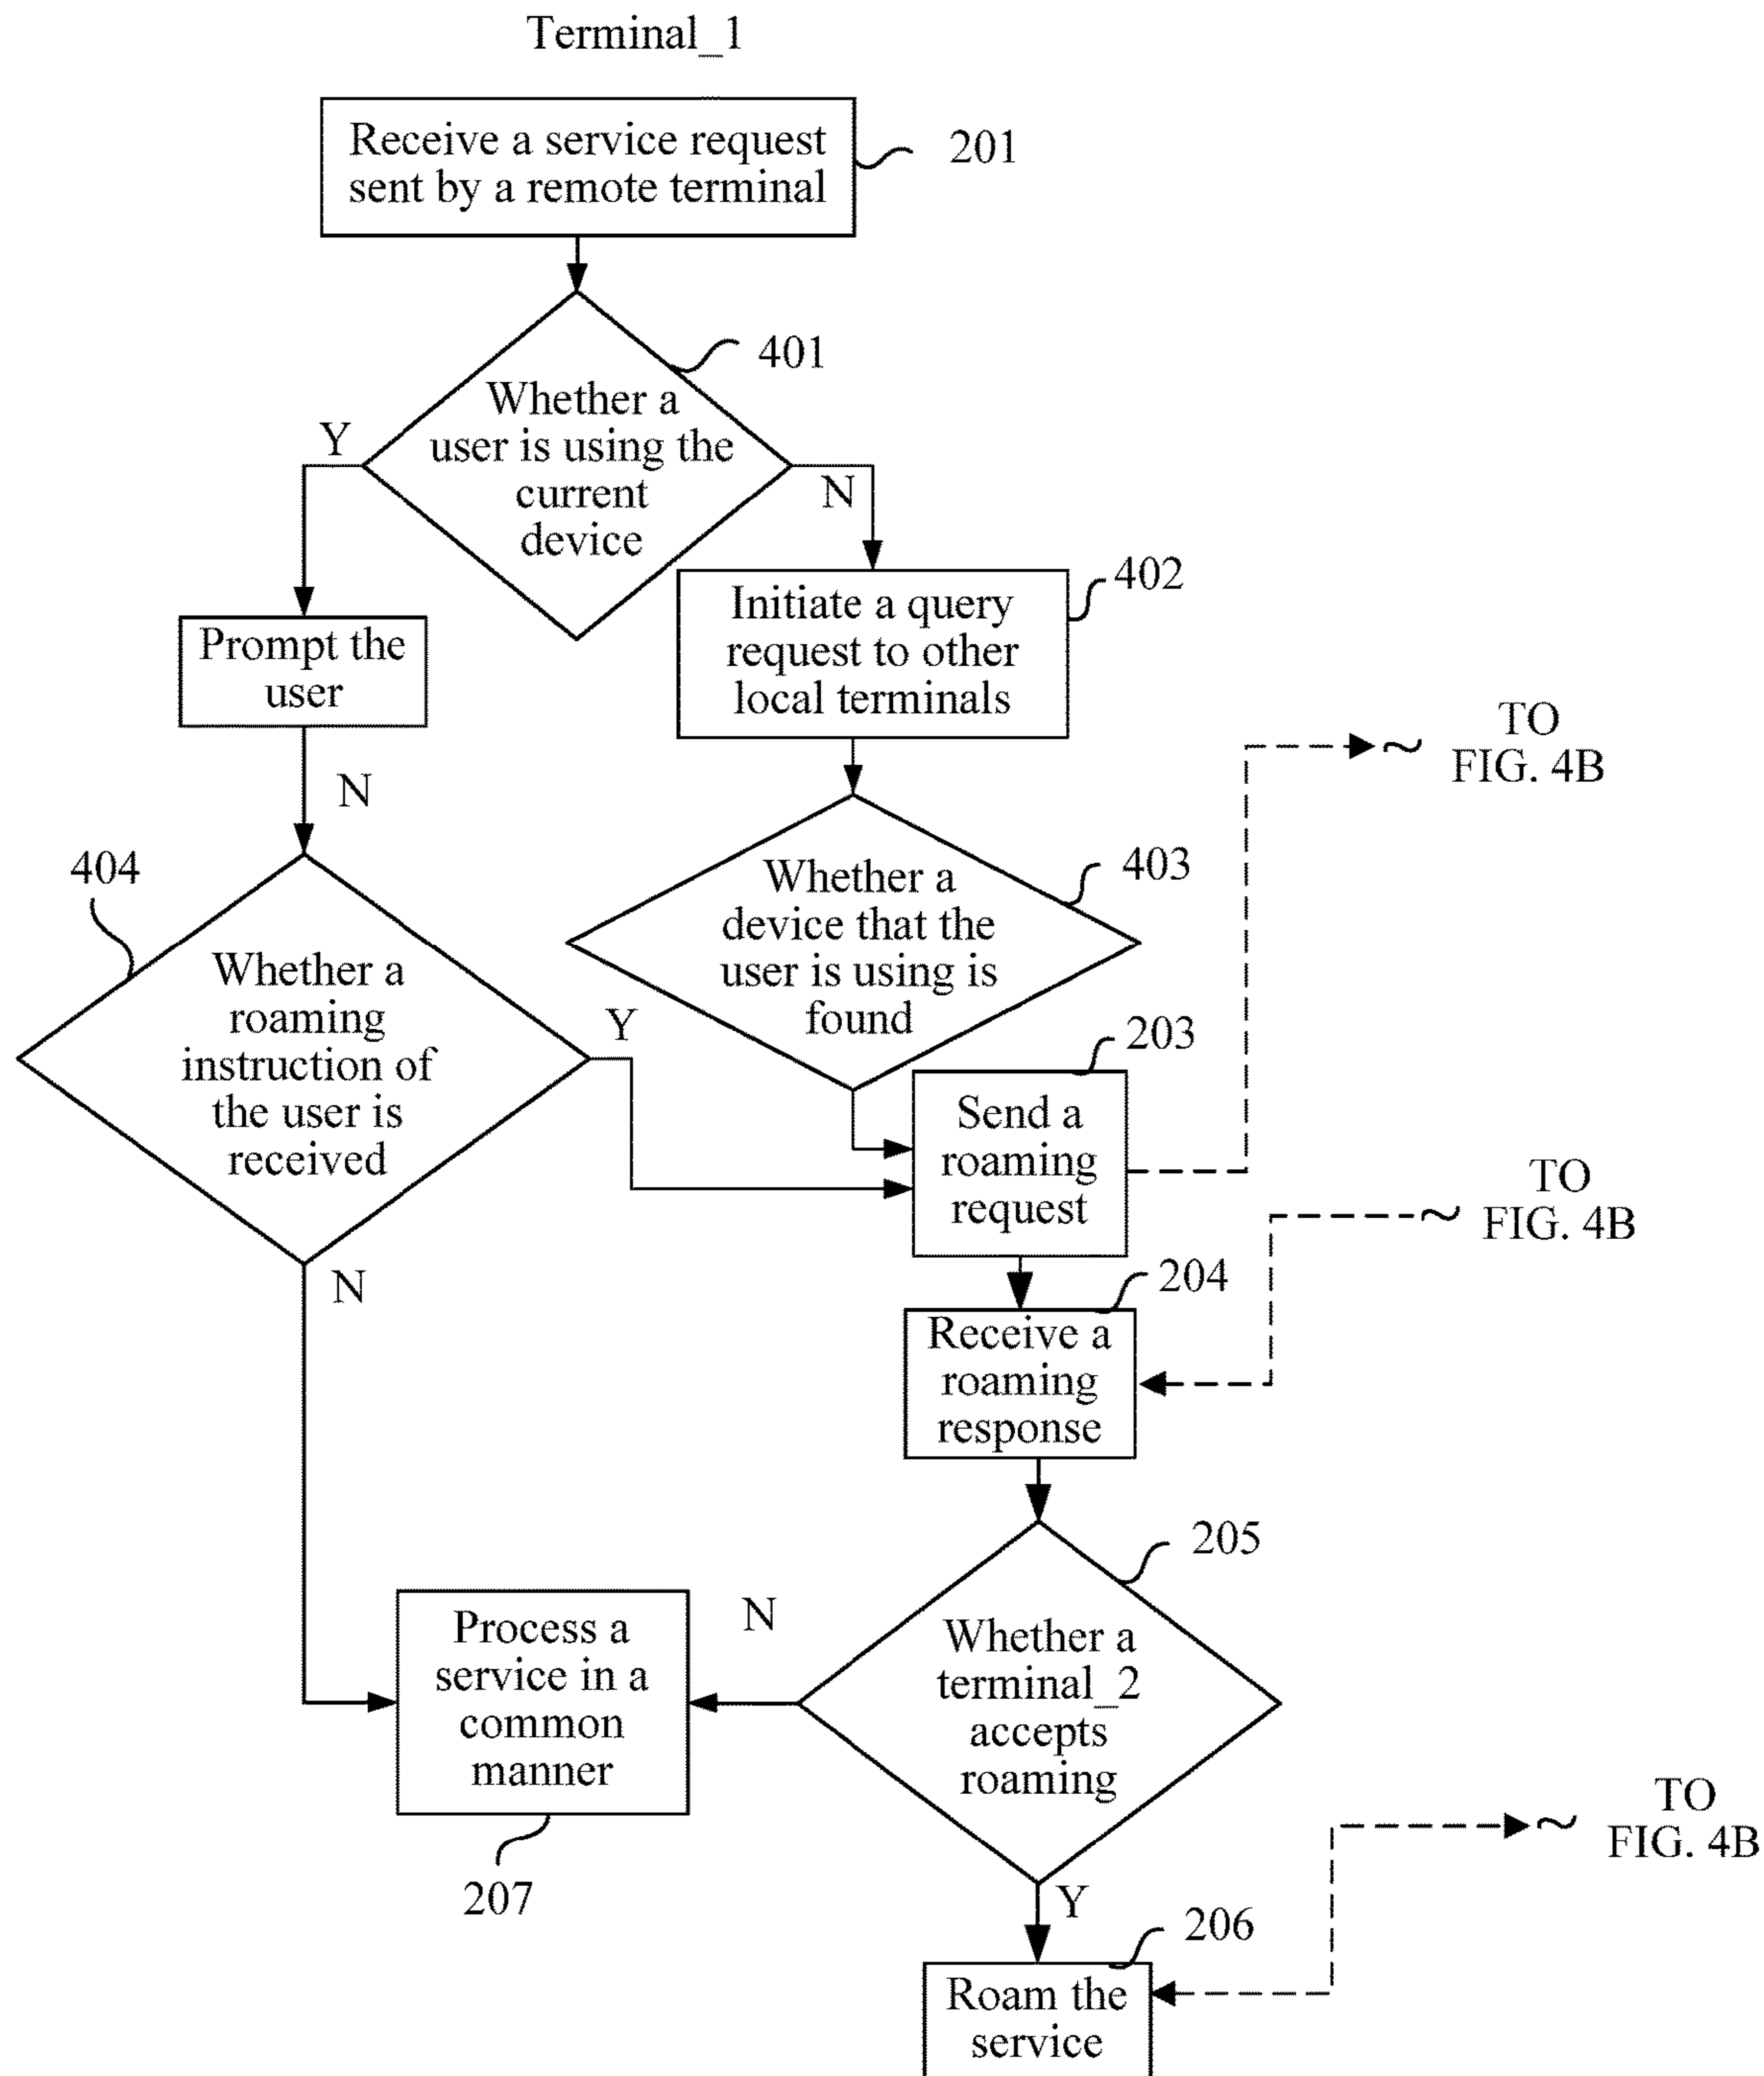 Terminal_1
Receive a service request
sent by a remote terminal
201
401
Whether a
user is using the
current
device
Y
N
402
Initiate a query
request to other
local terminals
Prompt the
user
N
TO
FIG. 4B
404
Whether a
roaming
instruction of
the user is
received
403
Whether a
device that the
user is using is
found
Y
203
Send a
roaming
request
TO
FIG. 4B
N
204
Receive a
roaming
response
205
Whether a
terminal_2
accepts
roaming
N
Process a
service in a
common
manner
207
Y
TO
FIG. 4B
206
Roam the
service